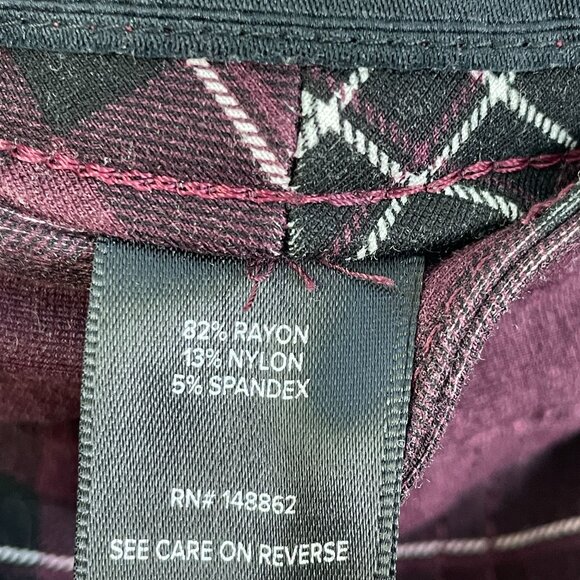 82% RAYON
13% NYLON
5% SPANDEX
RN# 148862
SEE CARE ON REVERSE